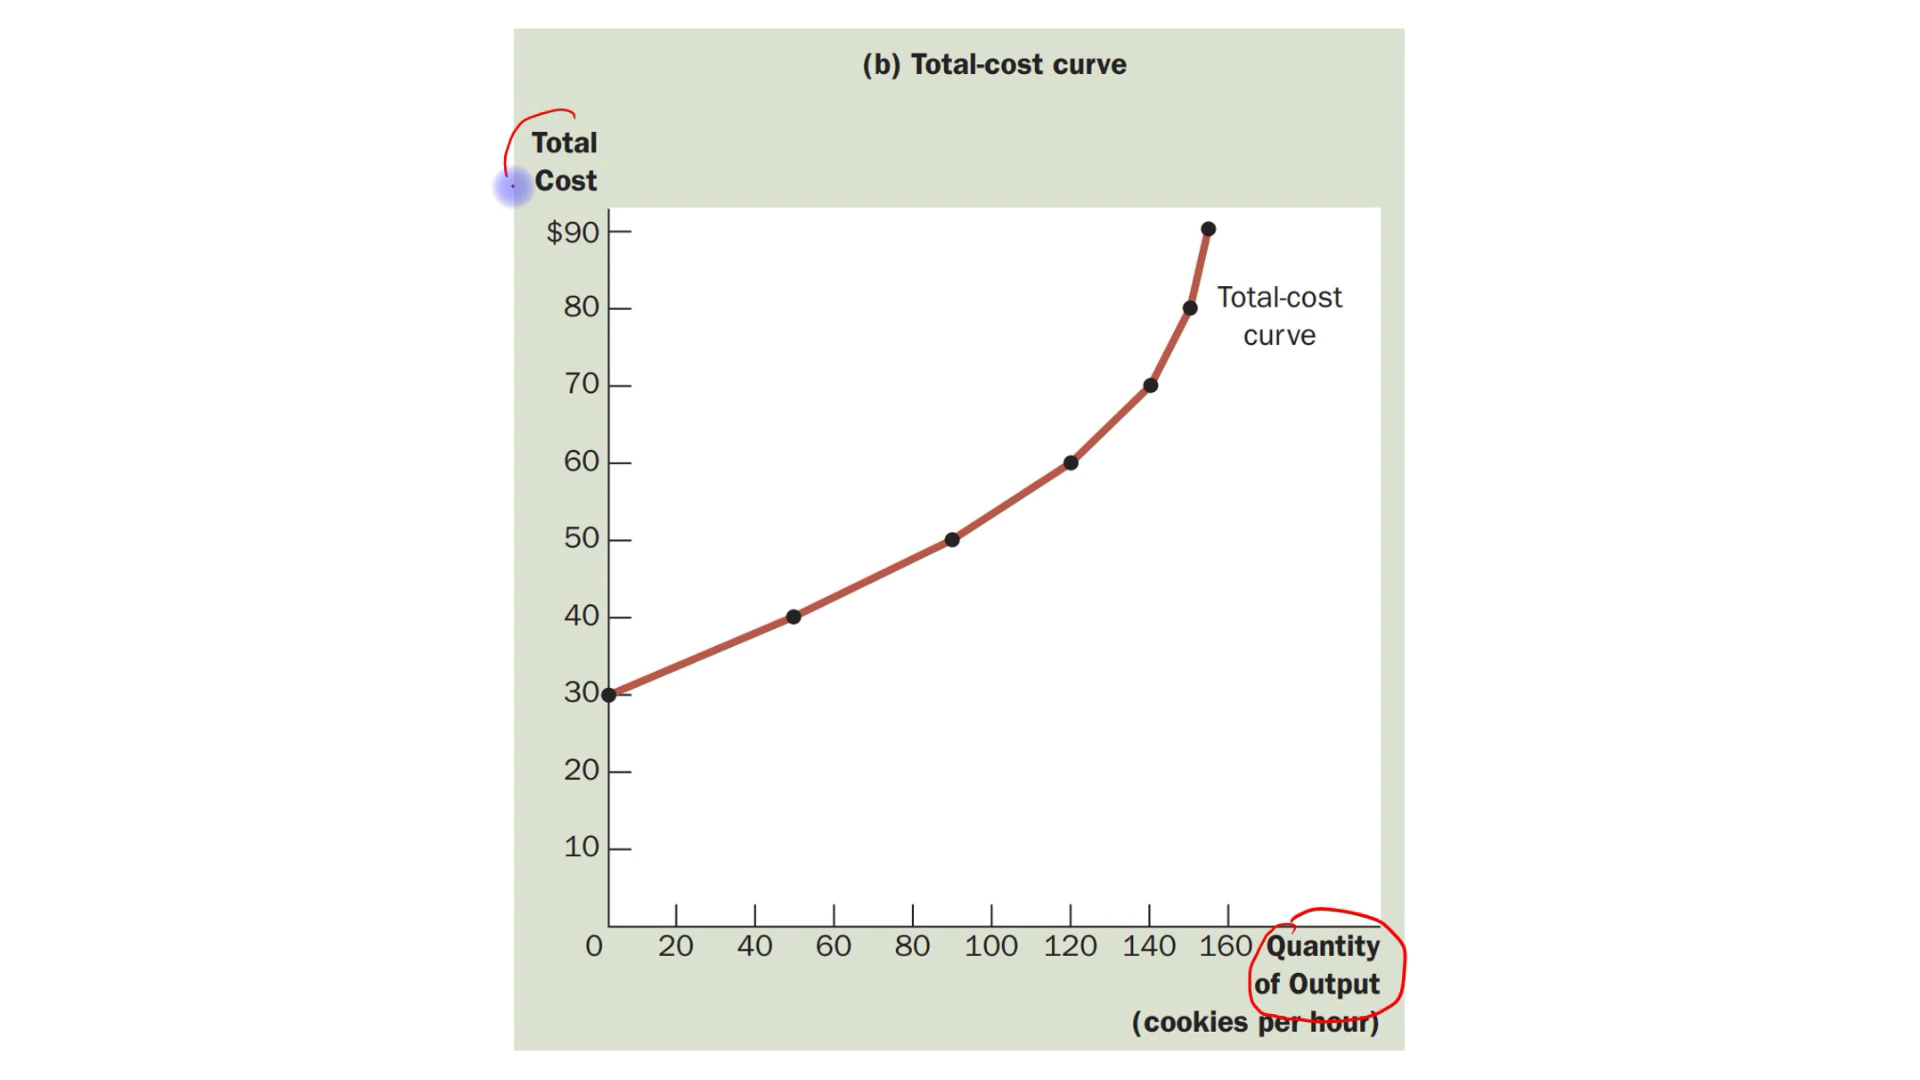 (b) Total-cost curve
Total
Cost
$90
80
Total-cost
curve
70
60
50
40
30
20
10
0 20 40 60 80 100 120 140 160 Quantity
of Output
(cookies per hour)